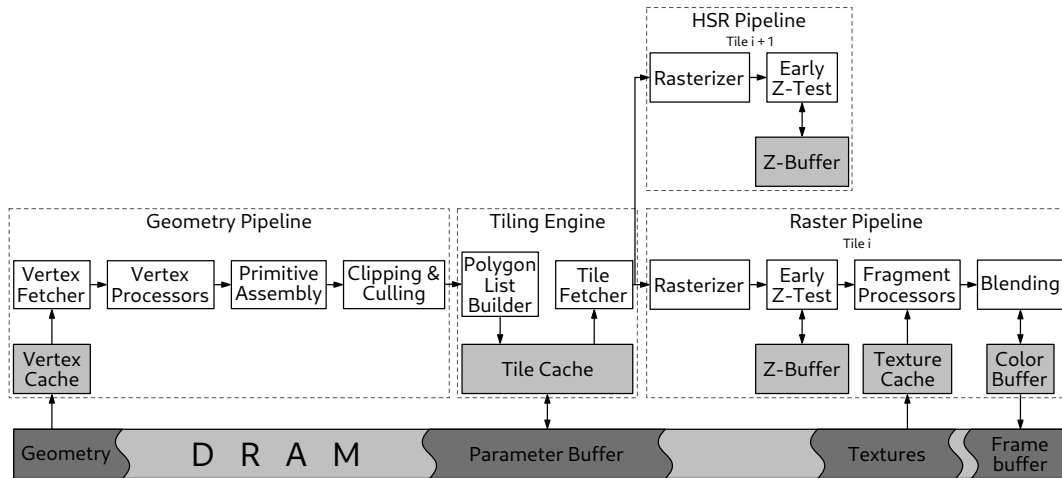 HSR Pipeline
Tile i + 1
Rasterizer
Early
Z-Test
Z-Buffer
Geometry Pipeline
Vertex
Fetcher
Vertex
Processors
Primitive
Assembly
Clipping &
Culling
Vertex
Cache
Tiling Engine
Polygon
List
Builder
Tile
Fetcher
Tile Cache
Raster Pipeline
Tile i
Rasterizer
Early
Z-Test
Fragment
Processors
Blending
Z-Buffer
Texture
Cache
Color
Buffer
Geometry
D R A M
Parameter Buffer
Textures
Frame
buffer